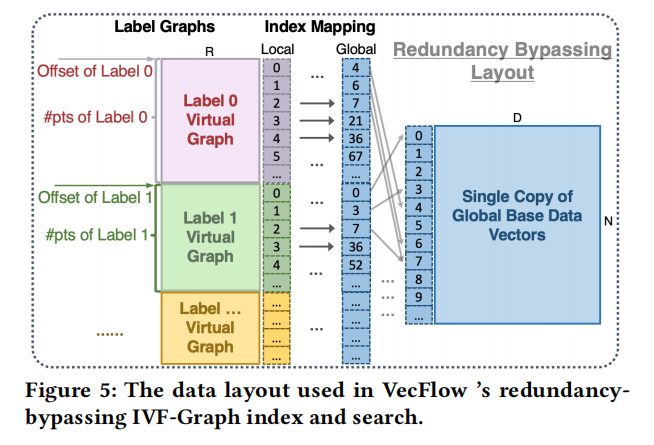 Label Graphs
Index Mapping
R
Local
Global
Redundancy Bypassing
Layout
Offset of Label 0
#pts of Label 0
Label 0
Virtual
Graph
0
1
2
3
4
5
...
...
...
4
6
7
21
36
67
...
Offset of Label 1
#pts of Label 1
Label 1
Virtual
Graph
0
1
2
3
4
...
...
...
0
3
7
36
52
...
......
Label ...
Virtual
Graph
...
...
...
...
...
...
...
...
...
D
0
1
2
3
4
5
6
7
8
9
...
...
...
Single Copy of
Global Base Data
Vectors
N
Figure 5: The data layout used in VecFlow ’s redundancy-
bypassing IVF-Graph index and search.